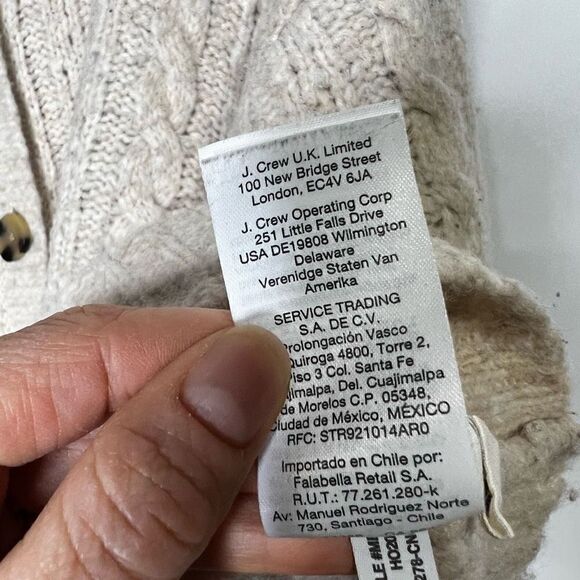 J. Crew U.K. Limited
100 New Bridge Street
London, EC4V 6JA
J. Crew Operating Corp
251 Little Falls Drive
USA DE19808 Wilmington
Delaware
Verenidge Staten Van
Amerika
SERVICE TRADING
S.A. DE C.V.
Prolongación Vasco
Quiroga 4800, Torre 2,
Piso 3 Col. Santa Fe
Cuajimalpa, Del. Cuajimalpa
de Morelos C.P. 05348,
Ciudad de México, MÉXICO
RFC: STR921014AR0
Importado en Chile por:
Falabella Retail S.A.
R.U.T.: 77.261.280-k
Av: Manuel Rodriguez Norte
730, Santiago - Chile